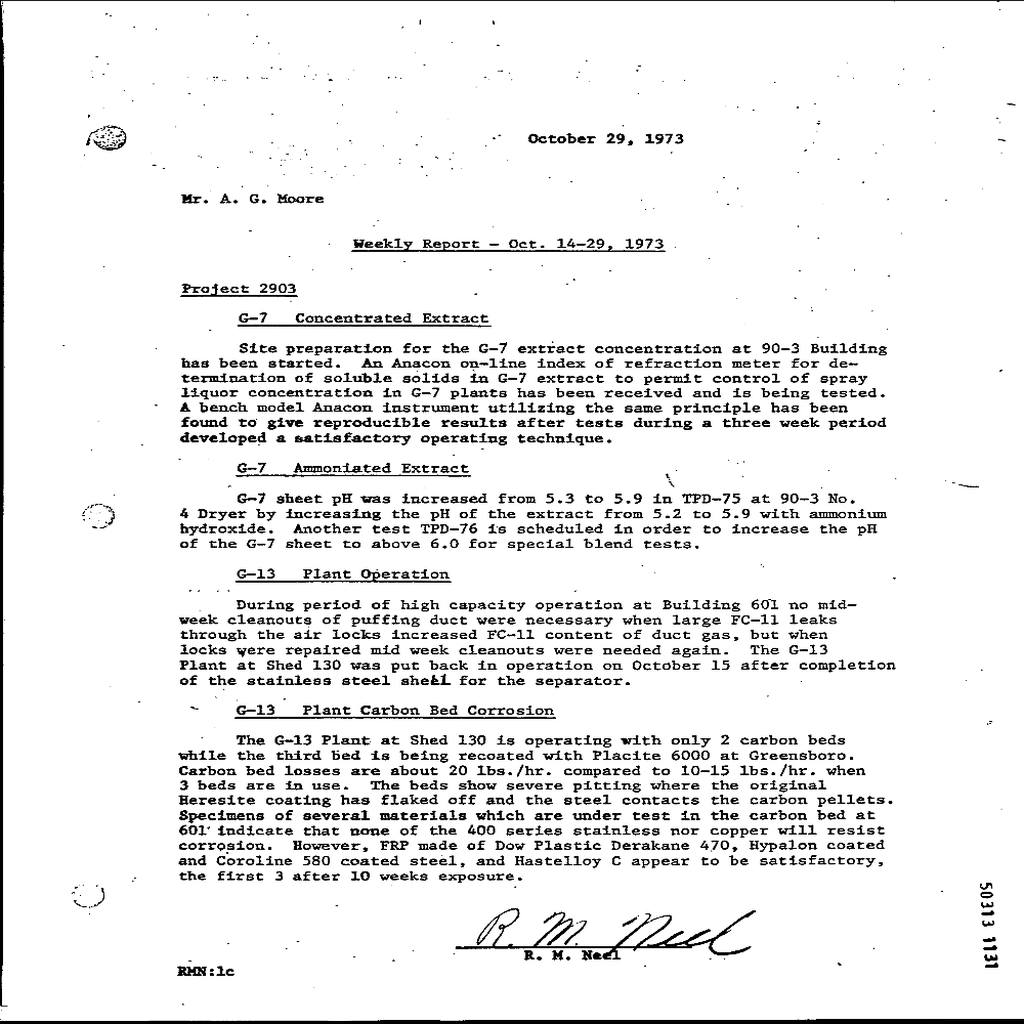 October 29, 1973
Mr. A. G. Moore
Weekly Report - Oct. 14-29, 1973
Project 2903
G-7 Concentrated Extract
Site preparation for the G-7 extract concentration at 90-3 Building
has been started. An Anacon on-line index of refraction meter for de-
termination of soluble solids in G-7 extract to permit control of spray
liquor concentration in G-7 plants has been received and is being tested.
A bench model Anacon instrument utilizing the same principle has been
found to give reproducible results after tests during a three week period
developed a satisfactory operating technique.
G-7 Ammoniated Extract
G-7 sheet pH was increased from 5.3 to 5.9 in TPD-75 at 90-3 No.
4 Dryer by increasing the pH of the extract from 5.2 to 5.9 with ammonium
hydroxide. Another test TPD-76 is scheduled in order to increase the pH
of the G-7 sheet to above 6.0 for special blend tests.
G-13 Plant Operation
During period of high capacity operation at Building 601 no mid-
week cleanouts of puffing duct were necessary when large FC-11 leaks
through the air locks increased FC-11 content of duct gas, but when
locks were repaired mid week cleanouts were needed again. The G-13
Plant at Shed 130 was put back in operation on October 15 after completion
of the stainless steel shell for the separator.
G-13 Plant Carbon Bed Corrosion
The G-13 Plant at Shed 130 is operating with only 2 carbon beds
while the third bed is being recoated with Placite 6000 at Greensboro.
Carbon bed losses are about 20 lbs./hr. compared to 10-15 lbs./hr. when
3 beds are in use. The beds show severe pitting where the original
Heresite coating has flaked off and the steel contacts the carbon pellets.
Specimens of several materials which are under test in the carbon bed at
601 indicate that none of the 400 series stainless nor copper will resist
corrosion. However, FRP made of Dow Plastic Derakane 470, Hypalon coated
and Coroline 580 coated steel, and Hastelloy C appear to be satisfactory,
the first 3 after 10 weeks exposure.
R. M. Neel
R. M. Neel
RMN:lc
50313 1131